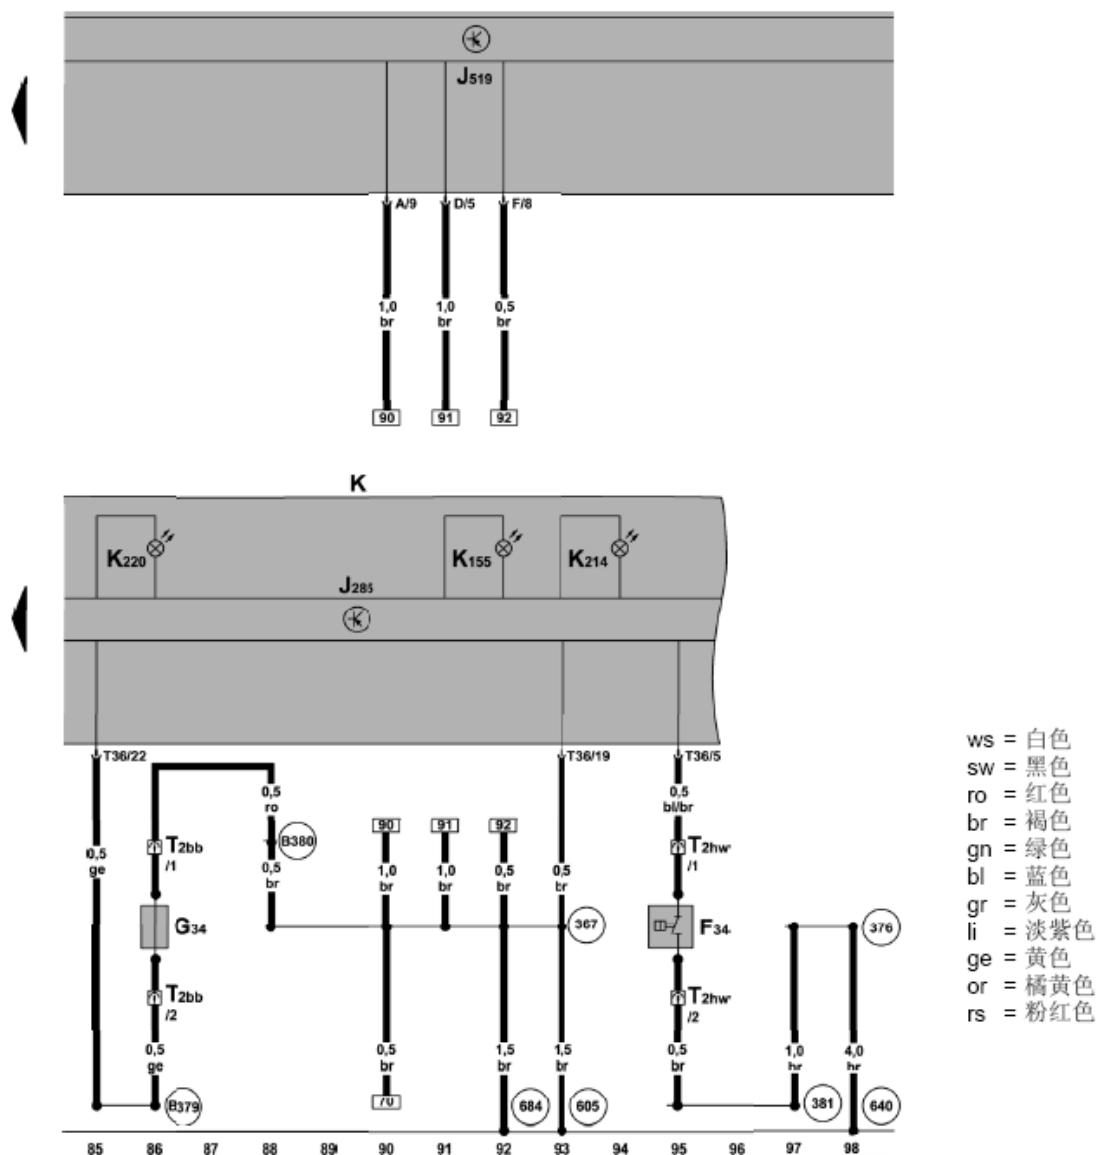 J519
A/9 D/5 F/8
1,0 1,0 0,5
br br br
90 91 92
K
K220 K155 K214
J285
T36/22 T36/19 T36/5
0,5 0,5
ro bl/br
90 91 92
T2bb B380 T2hw
/1 /1
0,5 0,5 1,0 1,0 0,5 0,5
ge br br br br br
G34 367 F34 376
T2bb T2hw
/2 /2
0,5 0,5 1,5 1,5 0,5 1,0 4,0
ge br br br br br br
B379 70 684 605 381 640
85 86 87 88 89 90 91 92 93 94 95 96 97 98
ws = 白色
sw = 黑色
ro = 红色
br = 褐色
gn = 绿色
bl = 蓝色
gr = 灰色
li = 淡紫色
ge = 黄色
or = 橘黄色
rs = 粉红色